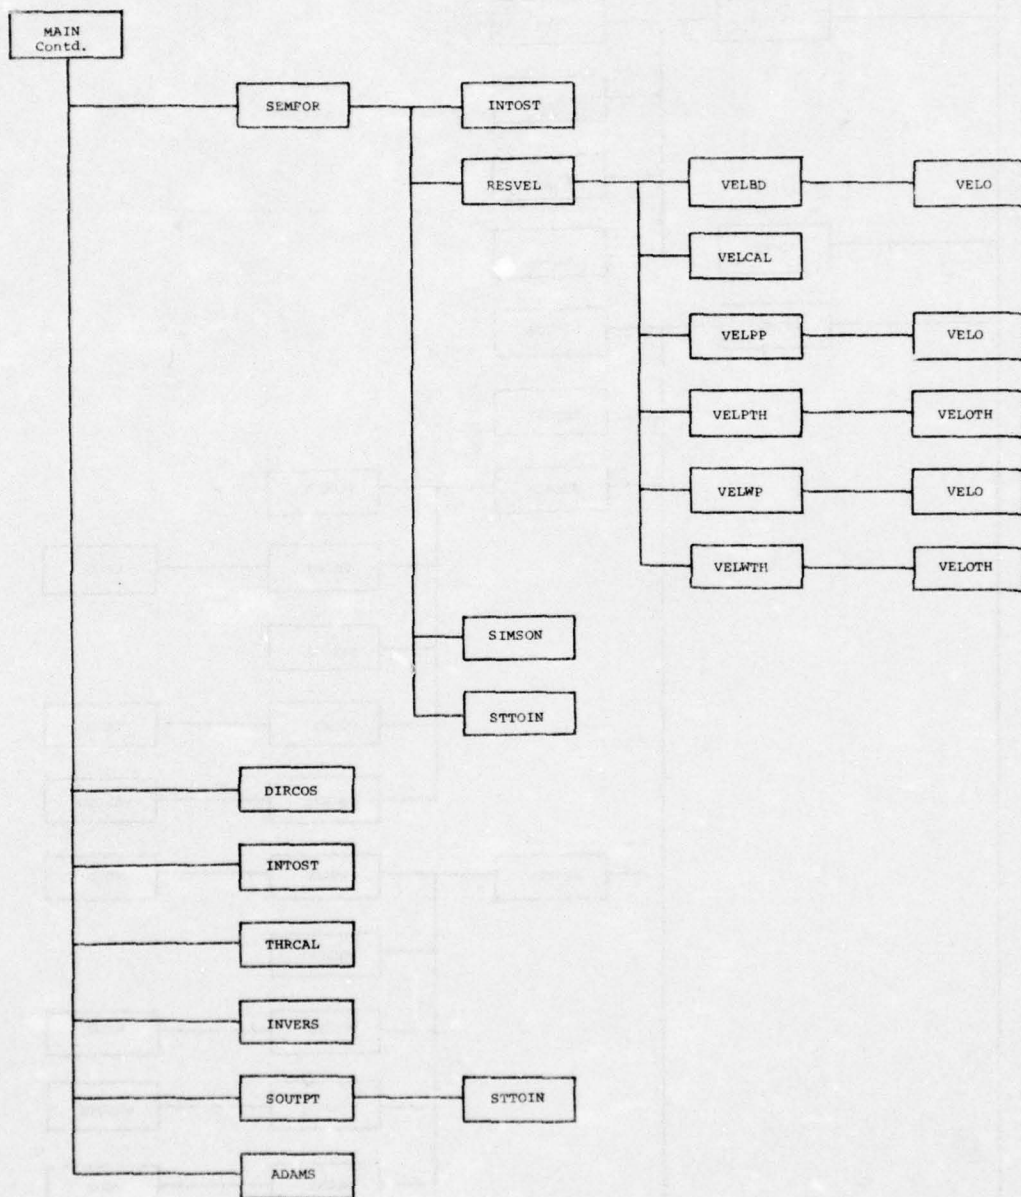 MAIN
Contd.
SEMFOR
INTOST
RESVEL
VELBD
VELO
VELCAL
VELPP
VELO
VELPTH
VELOTH
VELWP
VELO
VELWTH
VELOTH
SIMSON
STTOIN
DIRCOS
INTOST
THRCAL
INVERS
SOUTPT
STTOIN
ADAMS